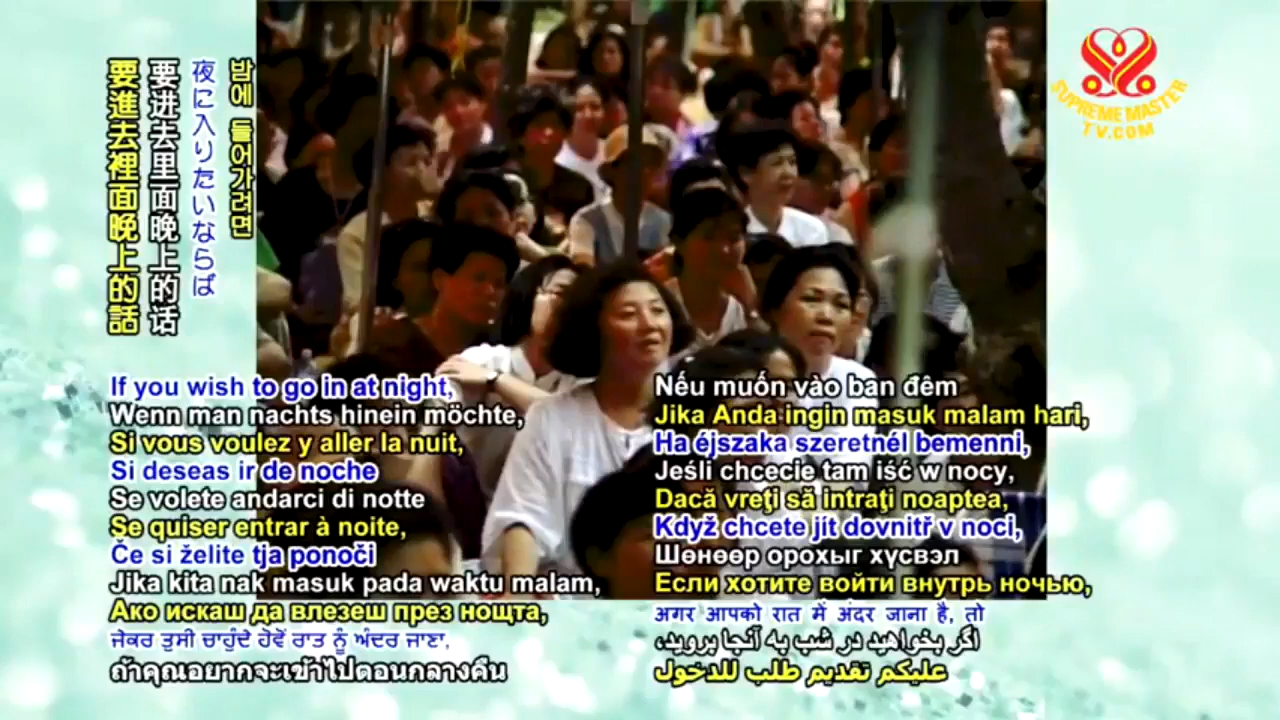 要進去裡面晚上的話
要进去里面晚上的话
夜に入りたいならば
밤에 들어가려면
SUPREME MASTER
TV.COM
If you wish to go in at night,
Wenn man nachts hinein möchte,
Si vous voulez y aller la nuit,
Si deseas ir de noche
Se volete andarci di notte
Se quiser entrar à noite,
Če si želite tja ponoči
Jika kita nak masuk pada waktu malam,
Ако искаш да влезеш през нощта,
ਜੇਕਰ ਤੁਸੀ ਚਾਹੁੰਦੇ ਹੋਵੋਂ ਰਾਤ ਨੂੰ ਅੰਦਰ ਜਾਣਾ,
ถ้าคุณอยากจะเข้าไปตอนกลางคืน
Nếu muốn vào ban đêm
Jika Anda ingin masuk malam hari,
Ha éjszaka szeretnél bemenni,
Jeśli chcecie tam iść w nocy,
Dacă vreţi să intraţi noaptea,
Když chcete jít dovnitř v noci,
Шөнөөр орохыг хүсвэл
Если хотите войти внутрь ночью,
अगर आपको रात में अंदर जाना है, तो
اگر بخواهید در شب به آنجا بروید،
عليكم تقديم طلب للدخول